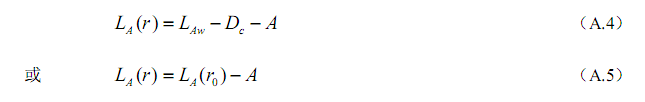 L_A(r) = L_{Aw} − D_c − A （A.4）
或 L_A(r) = L_A(r_0) − A （A.5）